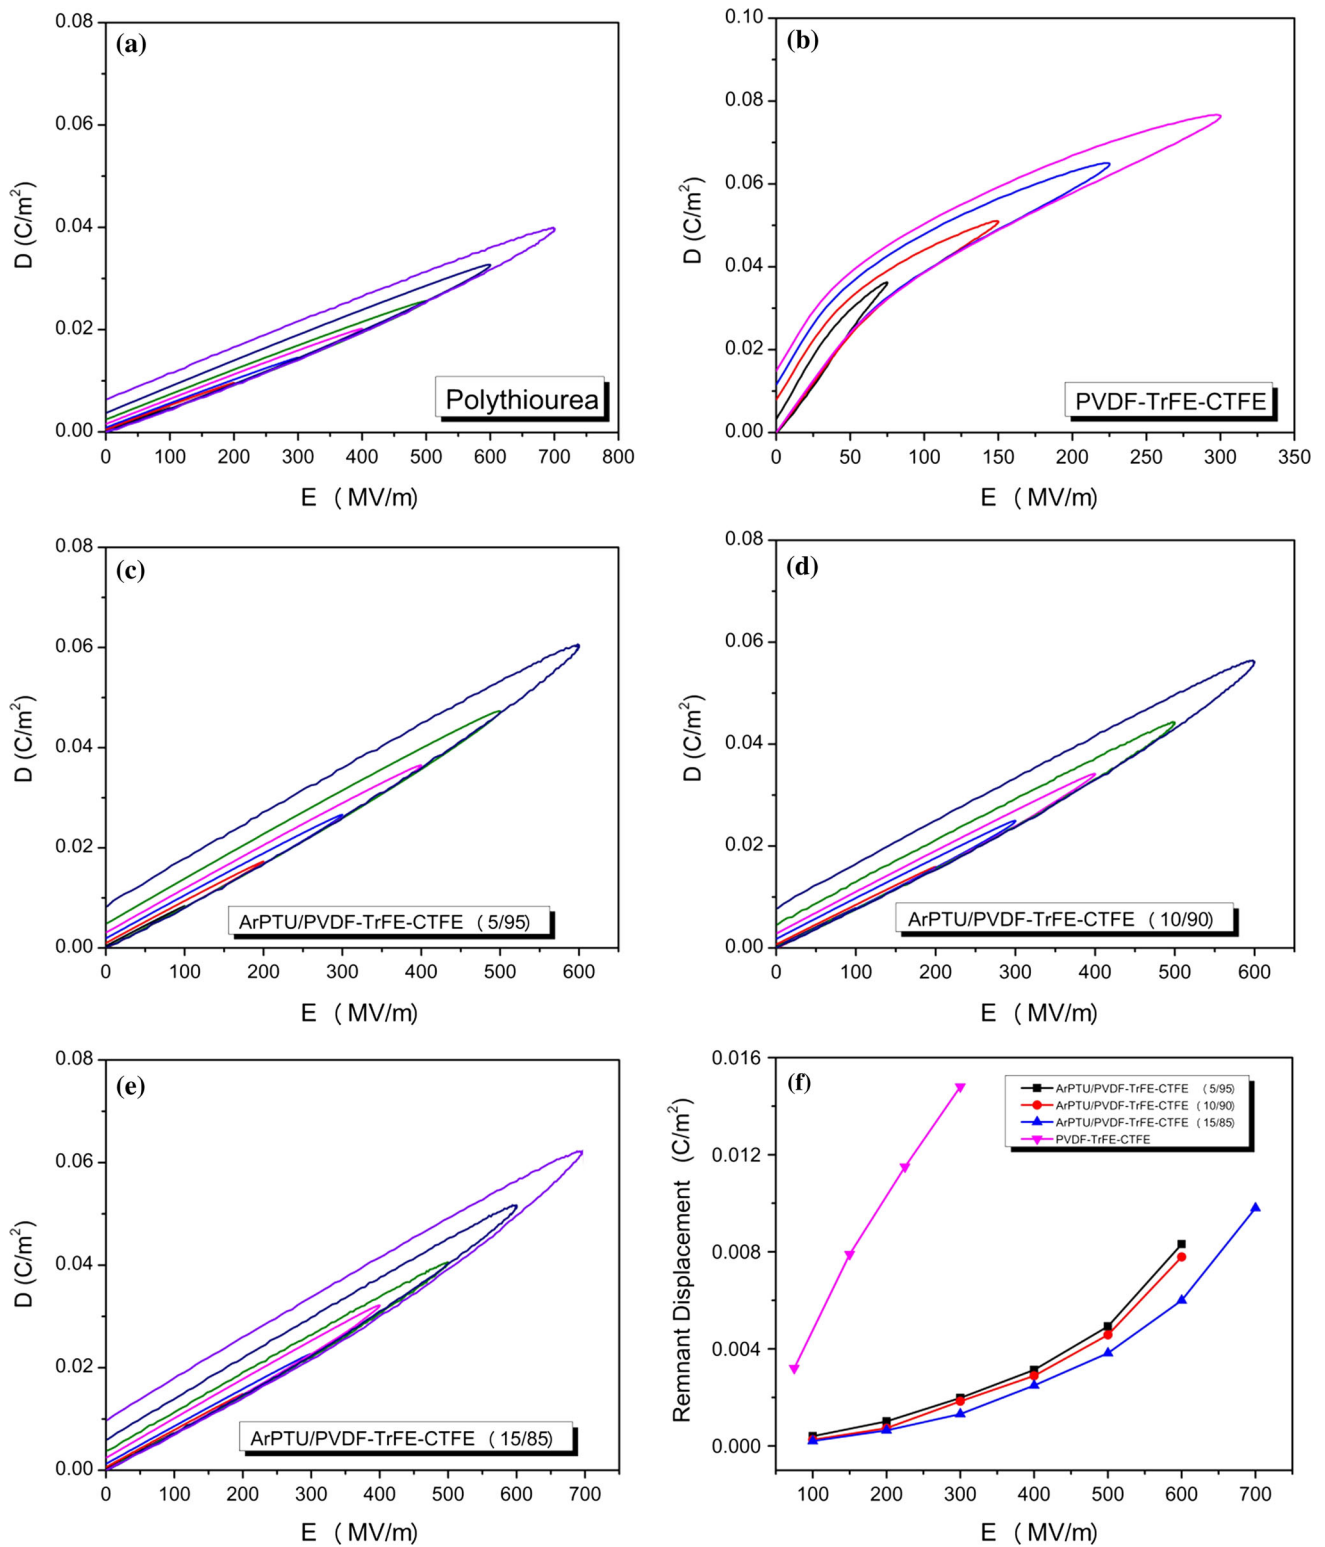 (a)
0.08
0.06
0.04
0.02
0.00
D (C/m²)
Polythiourea
0 100 200 300 400 500 600 700 800
E ( MV/m)
(b)
0.10
0.08
0.06
0.04
0.02
0.00
D (C/m²)
PVDF-TrFE-CTFE
0 50 100 150 200 250 300 350
E ( MV/m)
(c)
0.08
0.06
0.04
0.02
0.00
D (C/m²)
ArPTU/PVDF-TrFE-CTFE ( 5/95)
0 100 200 300 400 500 600
E ( MV/m)
(d)
0.08
0.06
0.04
0.02
0.00
D (C/m²)
ArPTU/PVDF-TrFE-CTFE ( 10/90)
0 100 200 300 400 500 600
E ( MV/m)
(e)
0.08
0.06
0.04
0.02
0.00
D (C/m²)
ArPTU/PVDF-TrFE-CTFE ( 15/85)
0 100 200 300 400 500 600 700
E ( MV/m)
(f)
0.016
0.012
0.008
0.004
0.000
Remnant Displacement (C/m²)
ArPTU/PVDF-TrFE-CTFE ( 5/95)
ArPTU/PVDF-TrFE-CTFE ( 10/90)
ArPTU/PVDF-TrFE-CTFE ( 15/85)
PVDF-TrFE-CTFE
100 200 300 400 500 600 700
E ( MV/m)